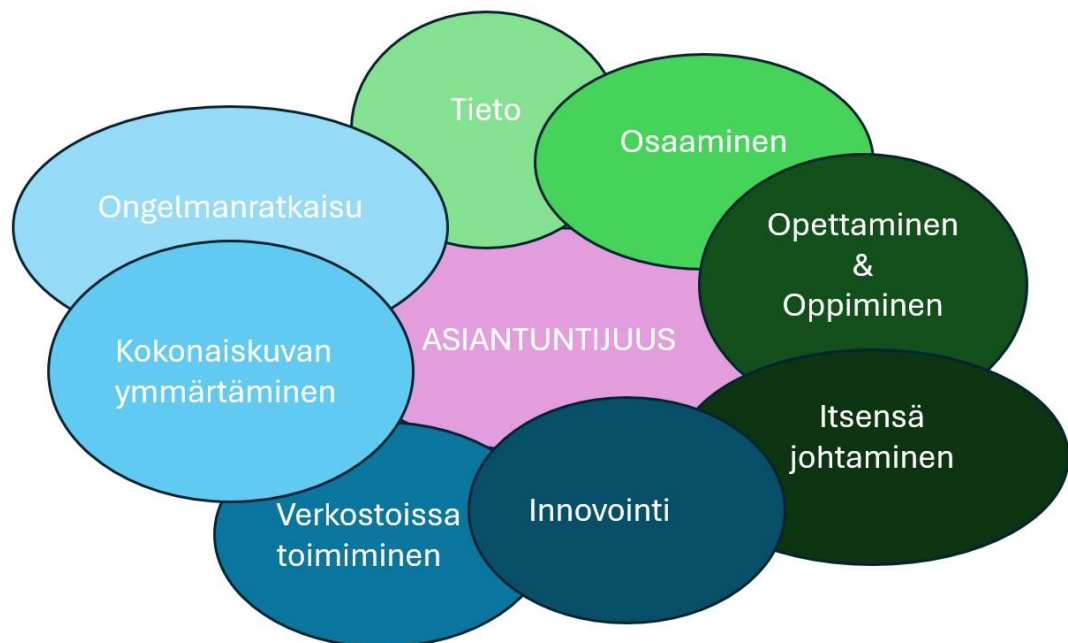 Tieto
Osaaminen
Ongelmanratkaisu
Opettaminen
&
Oppiminen
ASIANTUNTIJUUS
Kokonaiskuvan
ymmärtäminen
Itsensä
johtaminen
Verkostoissa
toimiminen
Innovointi